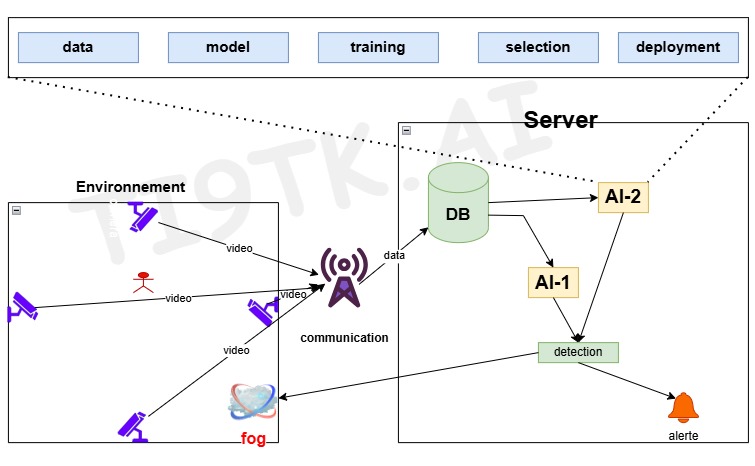 data
model
training
selection
deployment
TI9TK.AI
Server
Environnement
AI-2
DB
video
data
video
video
AI-1
communication
video
detection
fog
alerte